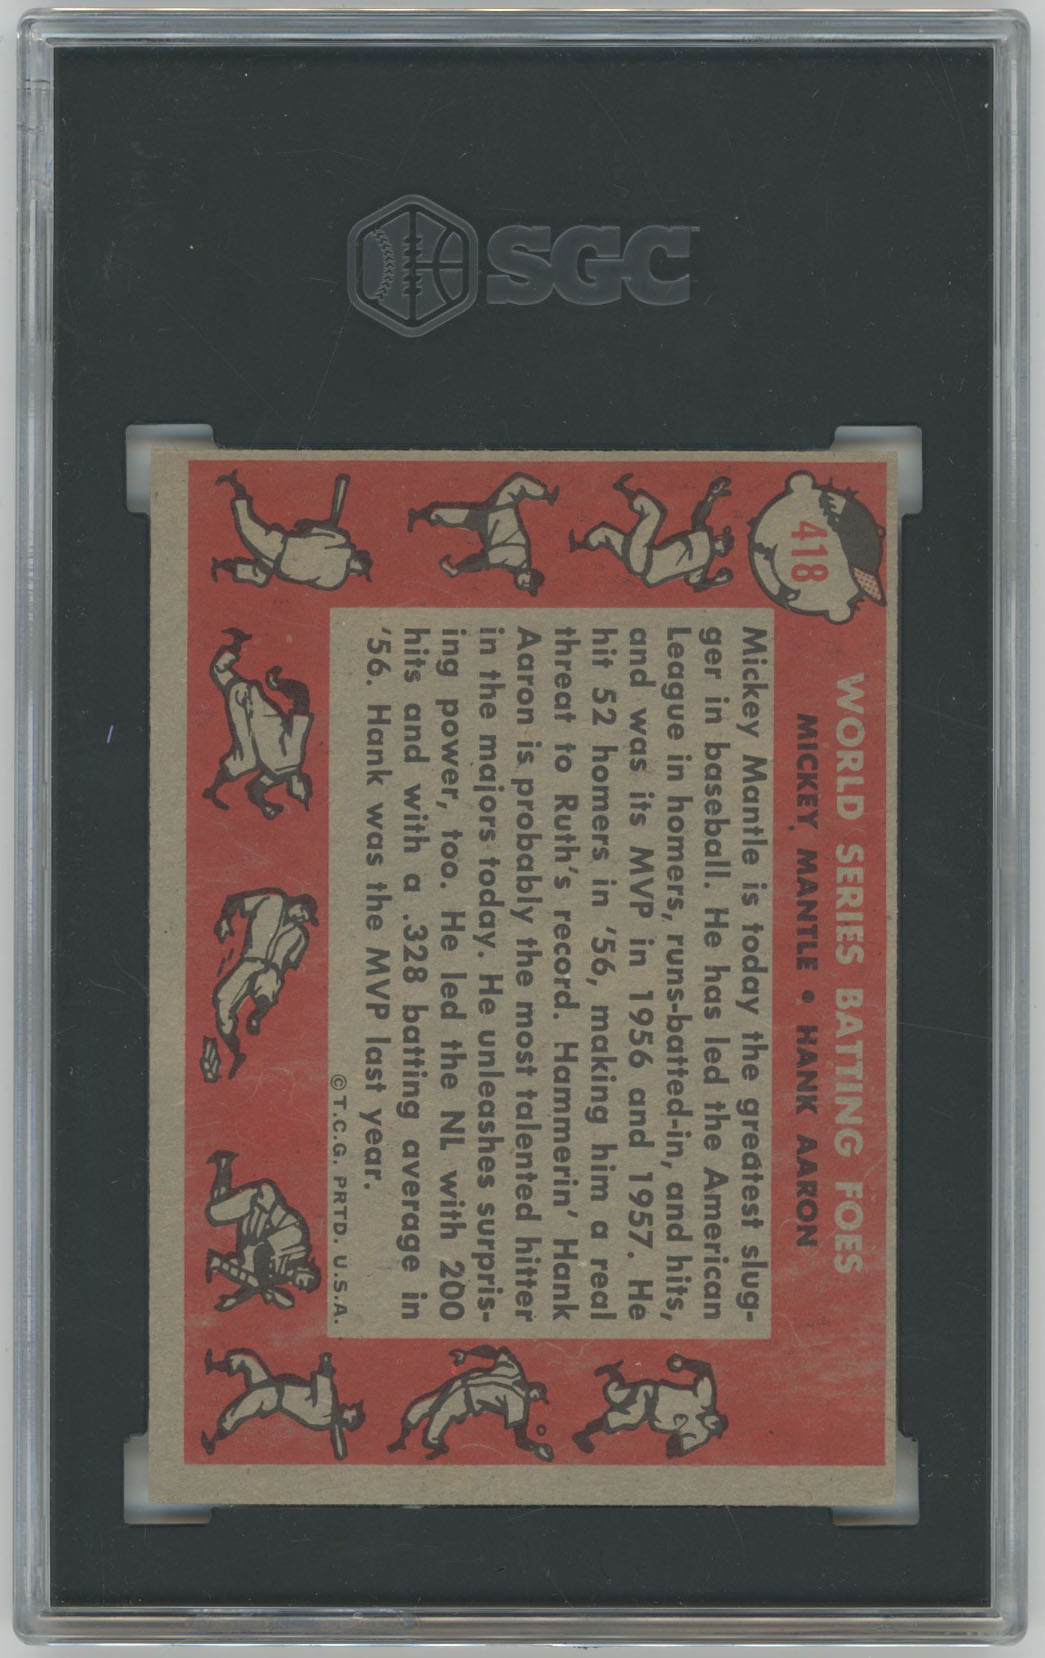 SGC
418
WORLD SERIES BATTING FOES
MICKEY MANTLE • HANK AARON
Mickey Mantle is today the greatest slug-
ger in baseball. He has led the American
League in homers, runs-batted-in, and hits,
and was its MVP in 1956 and 1957. He
hit 52 homers in '56, making him a real
threat to Ruth's record. Hammerin' Hank
Aaron is probably the most talented hitter
in the majors today. He unleashes surpris-
ing power, too. He led the NL with 200
hits and with a .328 batting average in
'56. Hank was the MVP last year.
© T.C.G. PRTD. U.S.A.